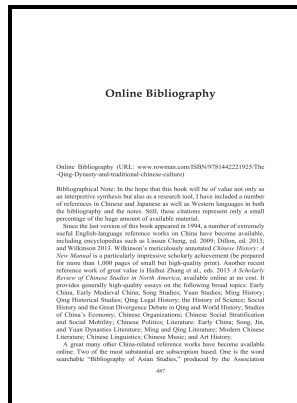 Online Bibliography
Online Bibliography (URL: www.rowman.com/ISBN/9781442221925/The
-Qing-Dynasty-and-traditional-chinese-culture)
Bibliographical Note: In the hope that this book will be of value not only as
an interpretive synthesis but also as a research tool, I have included a number
of references in Chinese and Japanese as well as Western languages in both
the bibliography and the notes. Still, these citations represent only a small
percentage of the huge amount of available material.
Since the last version of this book appeared in 1994, a number of extremely
useful English-language reference works on China have become available,
including encyclopedias such as Linsun Cheng, ed. 2009; Dillon, ed. 2013;
and Wilkinson 2013. Wilkinson's meticulously annotated Chinese History: A
New Manual is a particularly impressive scholarly achievement (be prepared
for more than 1,000 pages of small but high-quality print). Another recent
reference work of great value is Haihui Zhang et al., eds. 2013 A Scholarly
Review of Chinese Studies in North America, available online at no cost. It
provides generally high-quality essays on the following broad topics: Early
China, Early Medieval China; Song Studies; Yuan Studies; Ming History;
Qing Historical Studies; Qing Legal History; the History of Science; Social
History and the Great Divergence Debate in Qing and World History; Studies
of China's Economy, Chinese Organizations; Chinese Social Stratification
and Social Mobility; Chinese Politics; Literature: Early China; Song, Jin,
and Yuan Dynasties Literature; Ming and Qing Literature; Modern Chinese
Literature; Chinese Linguistics; Chinese Music; and Art History.
A great many other China-related reference works have become available
online. Two of the most substantial are subscription based. One is the word
searchable "Bibliography of Asian Studies," produced by the Association
487